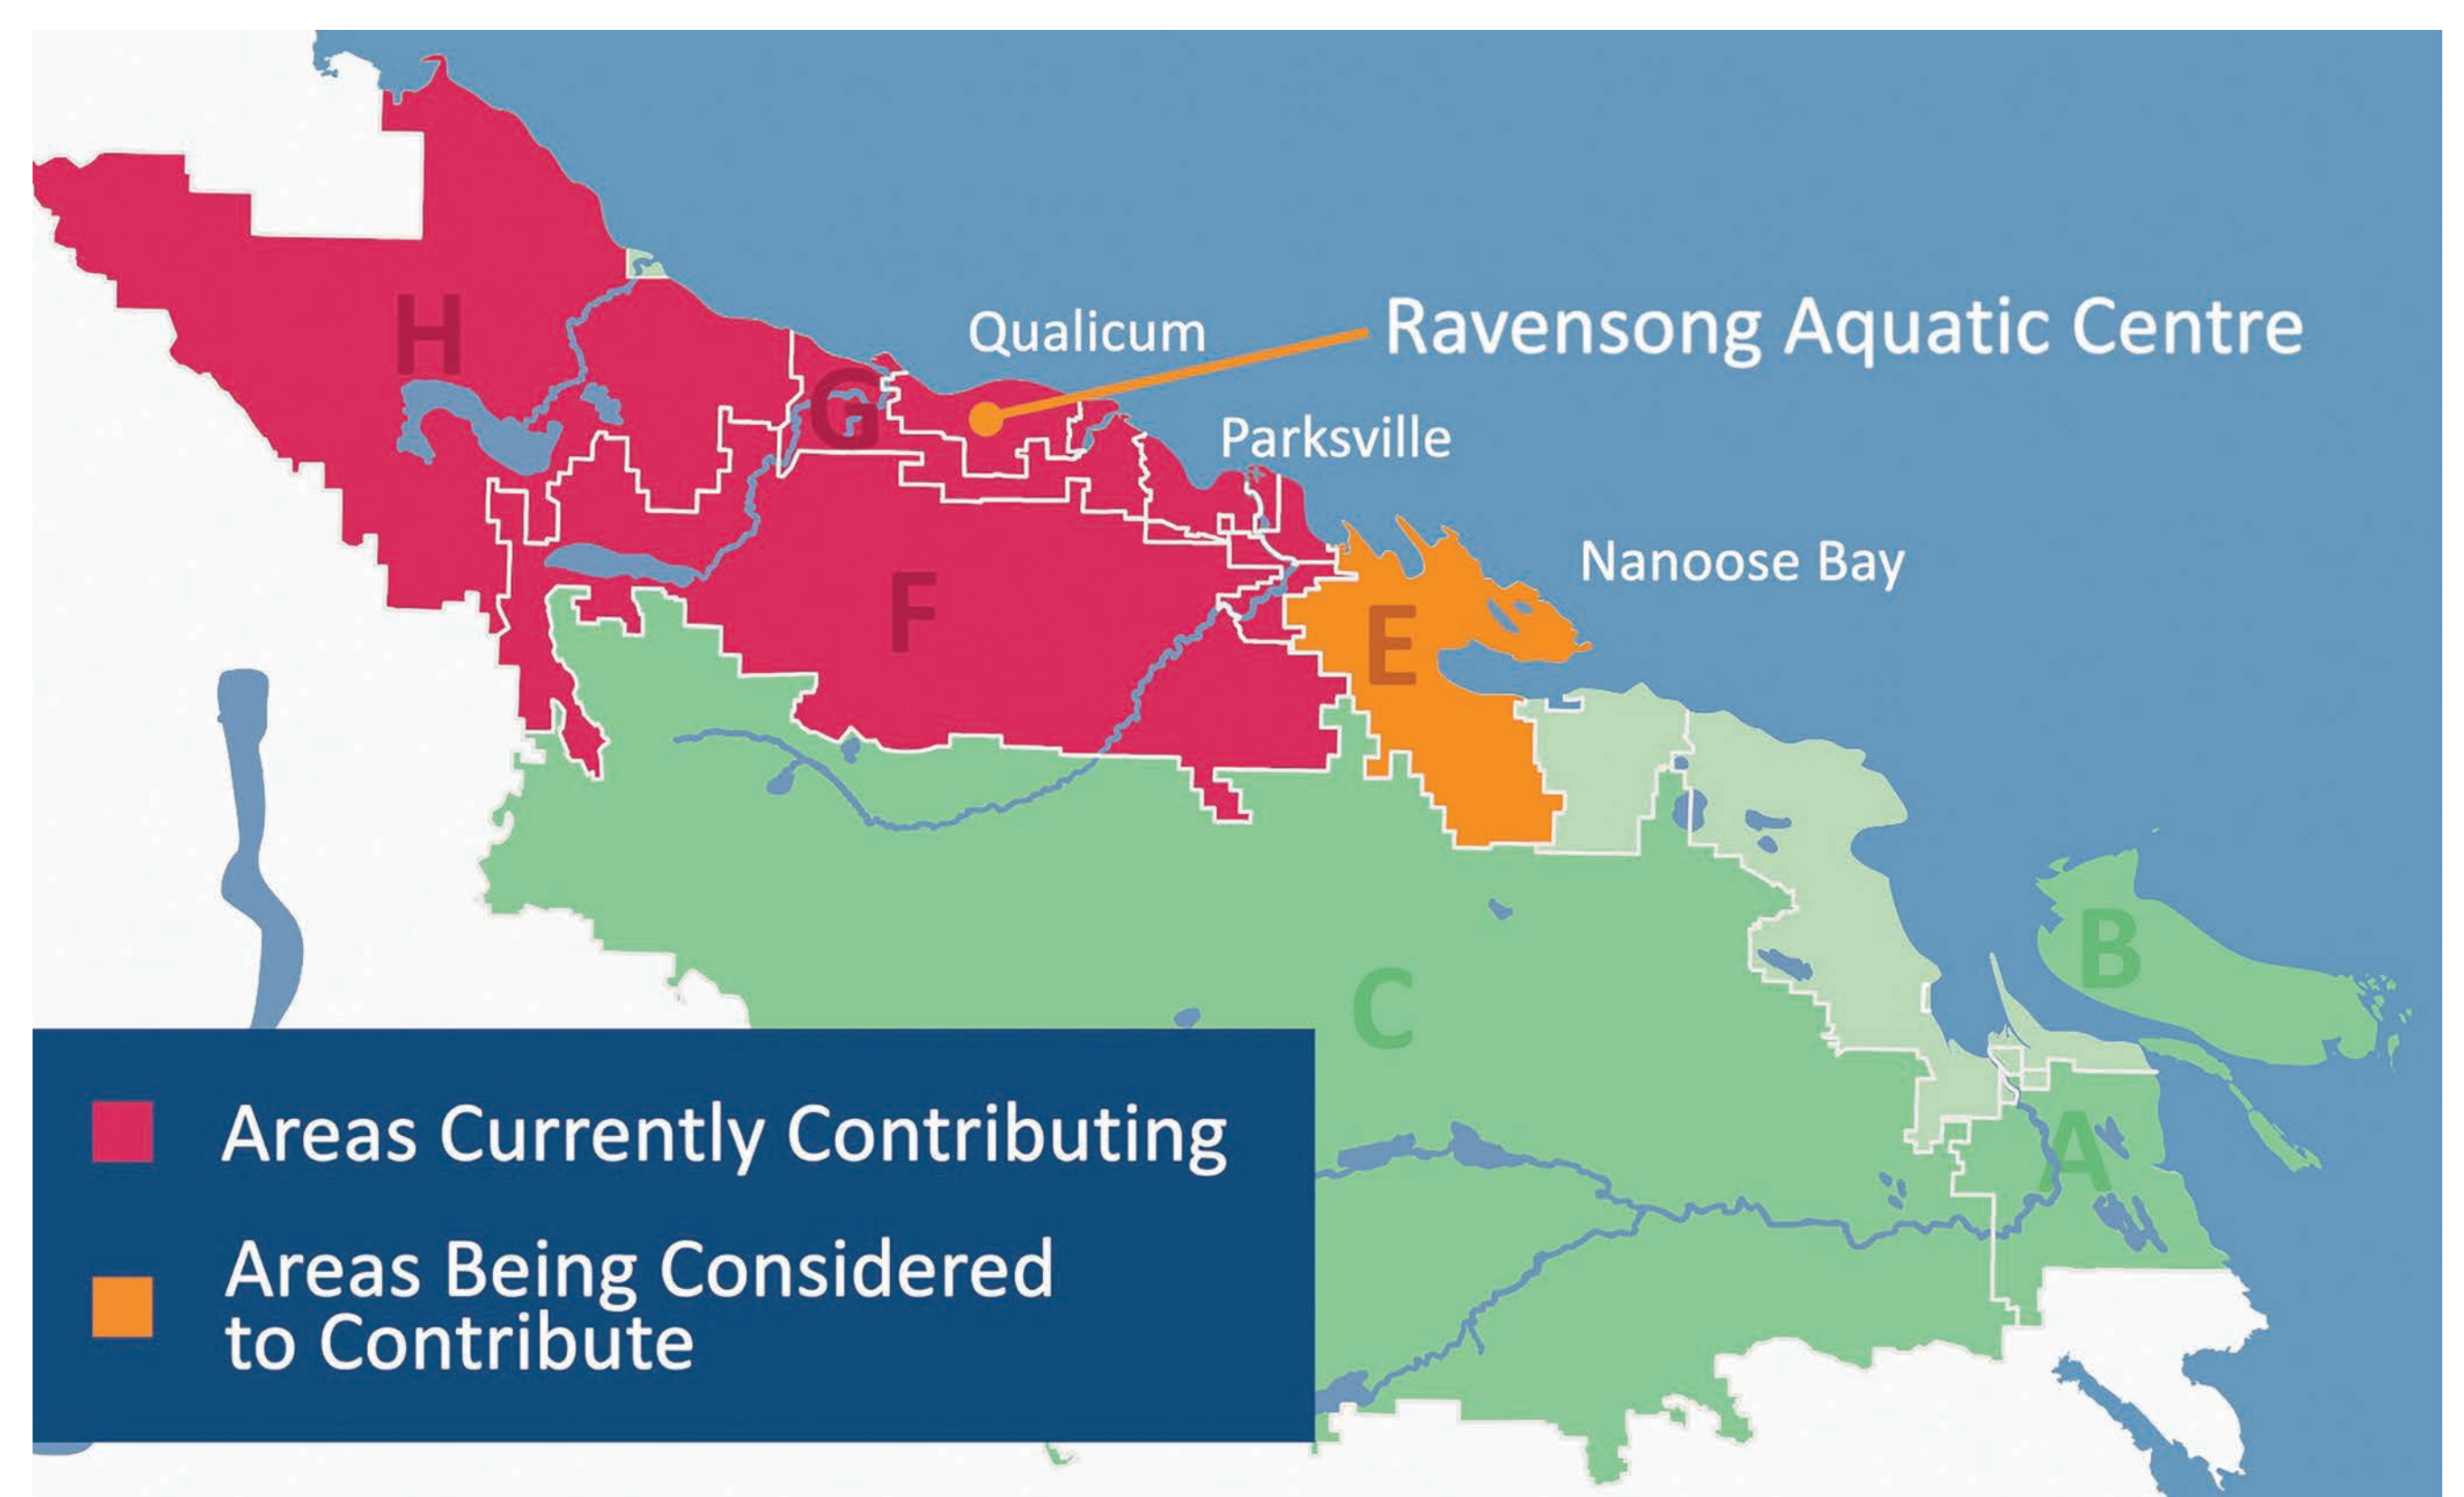 Ravensong Aquatic Centre
Qualicum
Parksville
Nanoose Bay
H
G
F
E
C
B
A
Areas Currently Contributing
Areas Being Considered
to Contribute